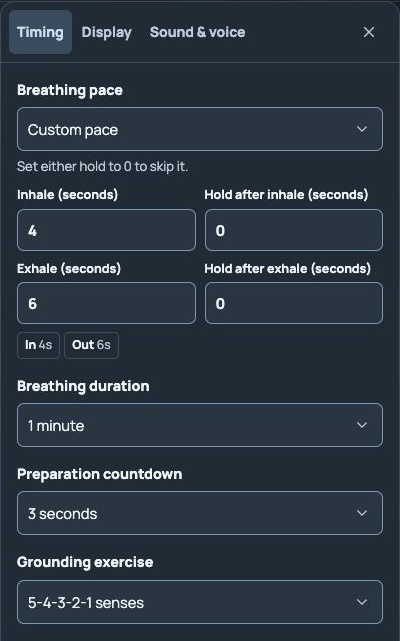 Timing Display Sound & voice
Breathing pace
Custom pace
Set either hold to 0 to skip it.
Inhale (seconds) Hold after inhale (seconds)
4 0
Exhale (seconds) Hold after exhale (seconds)
6 0
In 4s Out 6s
Breathing duration
1 minute
Preparation countdown
3 seconds
Grounding exercise
5-4-3-2-1 senses